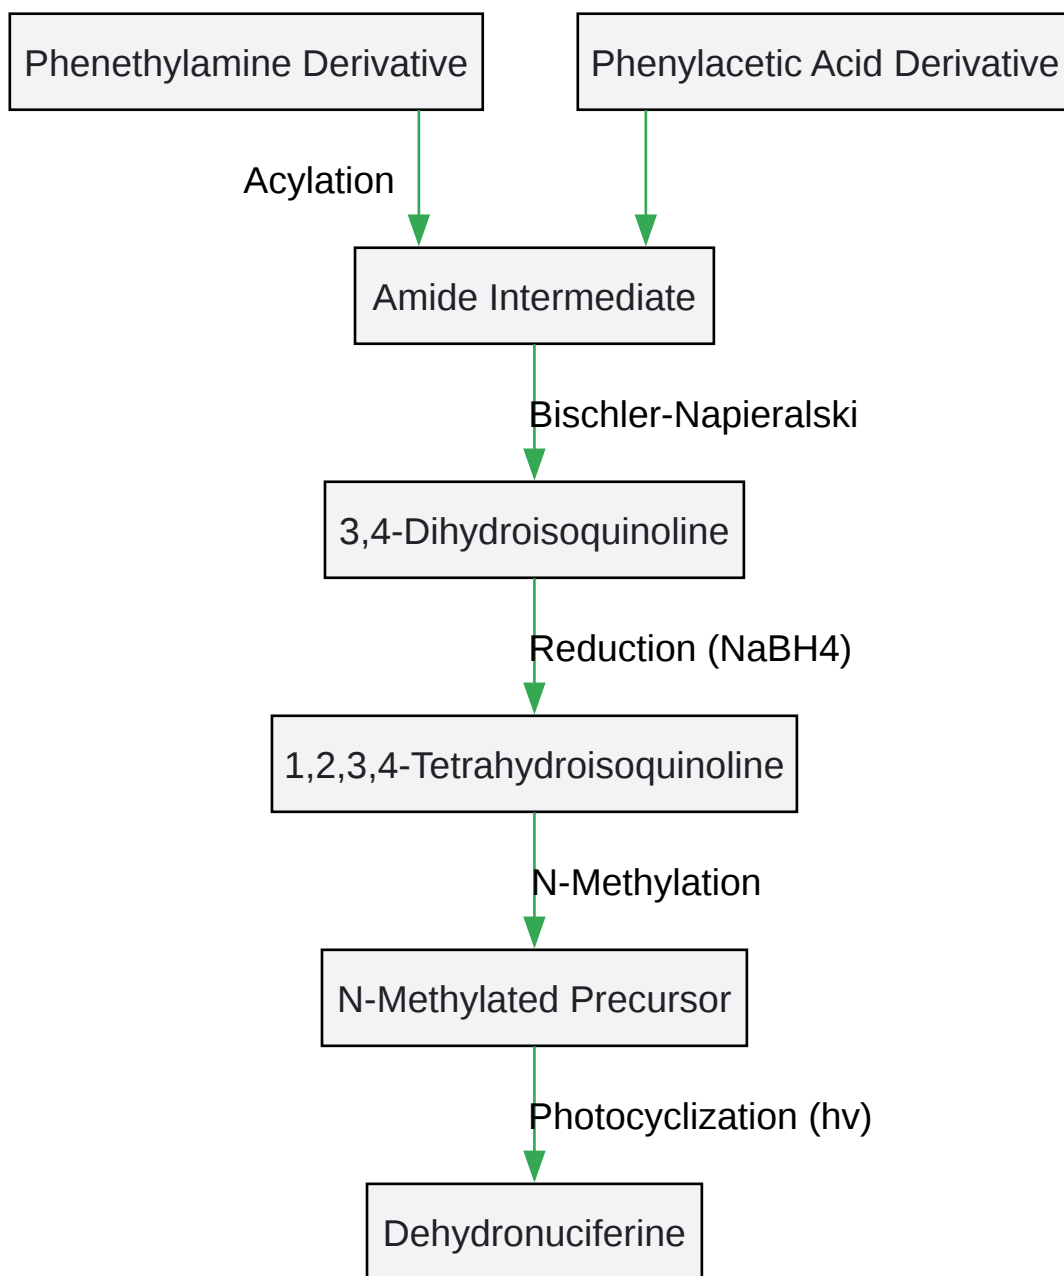 Phenethylamine Derivative
Phenylacetic Acid Derivative
Acylation
Amide Intermediate
Bischler-Napieralski
3,4-Dihydroisoquinoline
Reduction (NaBH4)
1,2,3,4-Tetrahydroisoquinoline
N-Methylation
N-Methylated Precursor
Photocyclization (hv)
Dehydronuciferine